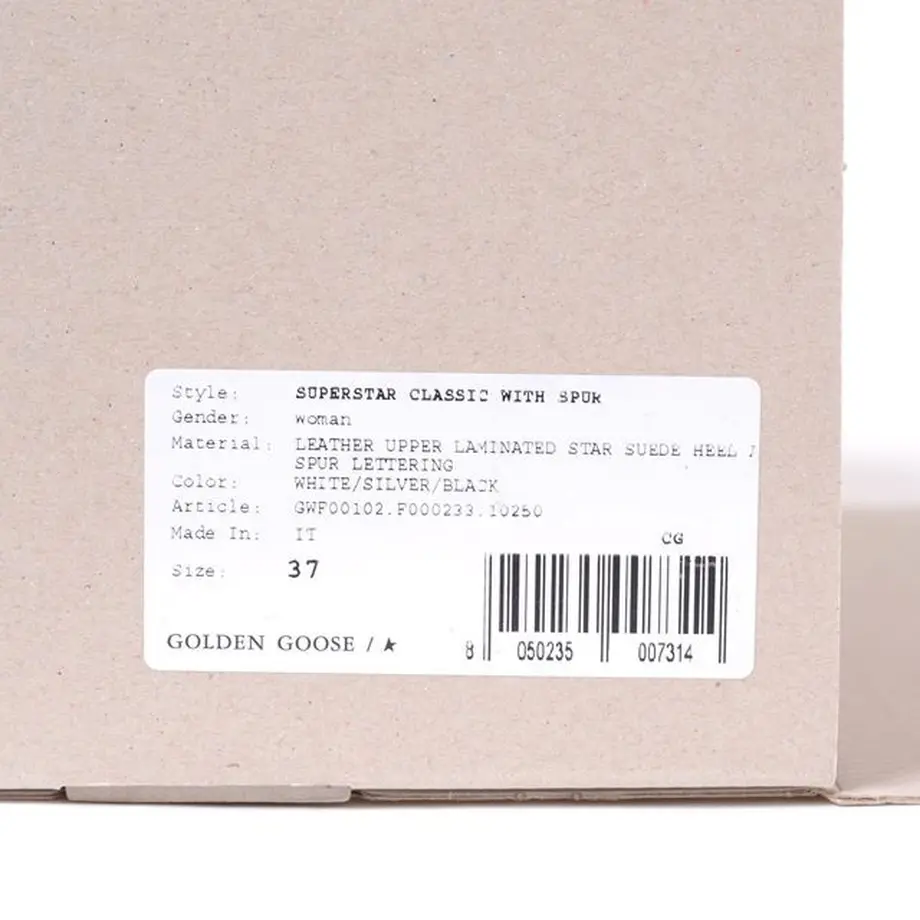 Style: SUPERSTAR CLASSIC WITH SPUR
Gender: woman
Material: LEATHER UPPER LAMINATED STAR SUEDE HEEL
SPUR LETTERING
Color: WHITE/SILVER/BLACK
Article: GWF00102.F000233.10250
Made In: IT
CG
Size: 37
GOLDEN GOOSE /
8 050235 007314